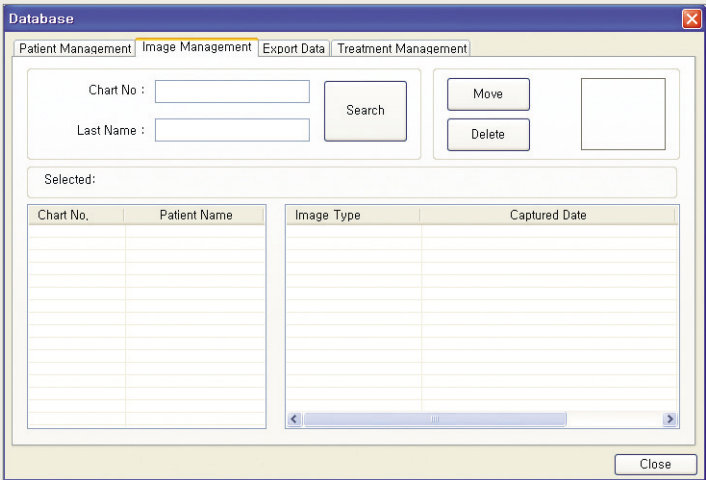 Database
Patient Management Image Management Export Data Treatment Management
Chart No :
Last Name :
Search
Move
Delete
Selected:
Chart No, Patient Name
Image Type Captured Date
Close